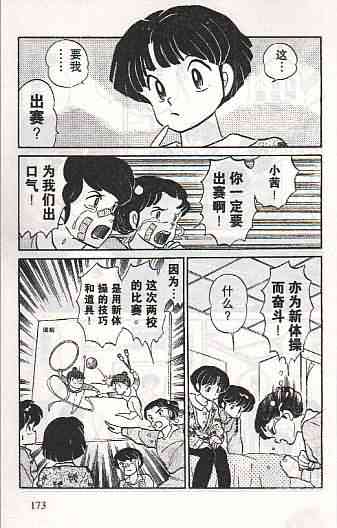 这…
…要我
……
出赛？
小茜！
你一定要
出赛啊！
为我们出
口气！
亦为新体操
而奋斗！
什么？
因为…
这次两校
的比赛。
是用新体
操的技巧
和道具！
173